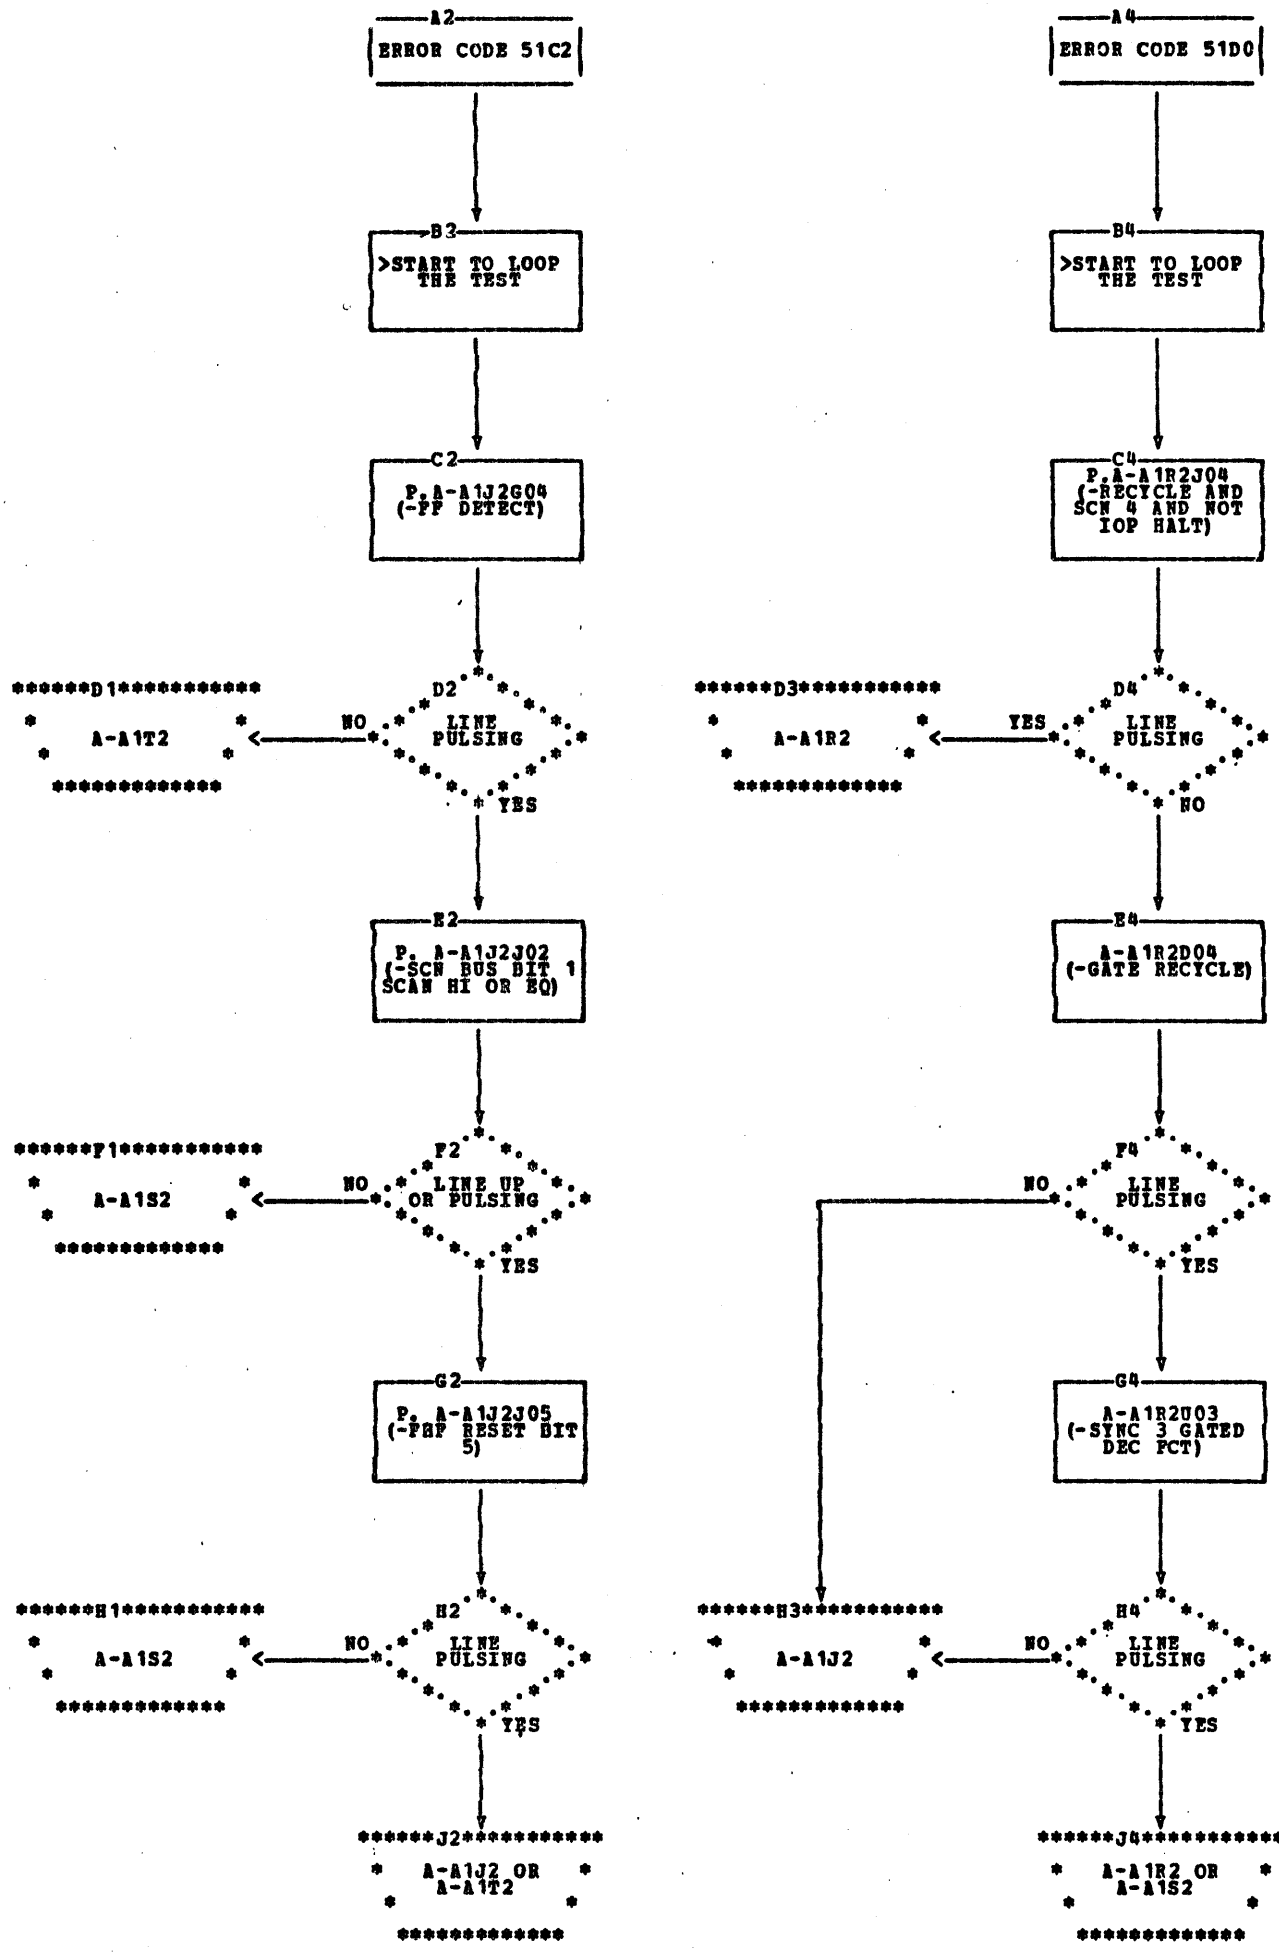 A2
ERROR CODE 51C2
B3
>START TO LOOP
THE TEST
C2
P. A-A1J2G04
(-PF DETECT)
D2
LINE
PULSING
NO
YES
D1
A-A1T2
E2
P. A-A1J2J02
(-SCN BUS BIT 1
SCAN HI OR EQ)
F2
LINE UP
OR PULSING
NO
YES
F1
A-A1S2
G2
P. A-A1J2J05
RESET BIT
5)
H2
LINE
PULSING
NO
YES
H1
A-A1S2
J2
A-A1J2 OR
A-A1T2
A4
ERROR CODE 51D0
B4
>START TO LOOP
THE TEST
C4
P.A-A1R2J04
(-RECYCLE AND
SCN 4 AND NOT
IOP HALT)
D4
LINE
PULSING
YES
NO
D3
A-A1R2
E4
A-A1R2D04
(-GATE RECYCLE)
F4
LINE
PULSING
NO
YES
G4
A-A1R2U03
(-SYNC 3 GATED
DEC FCT)
H4
LINE
PULSING
NO
YES
H3
A-A1J2
J4
A-A1R2 OR
A-A1S2